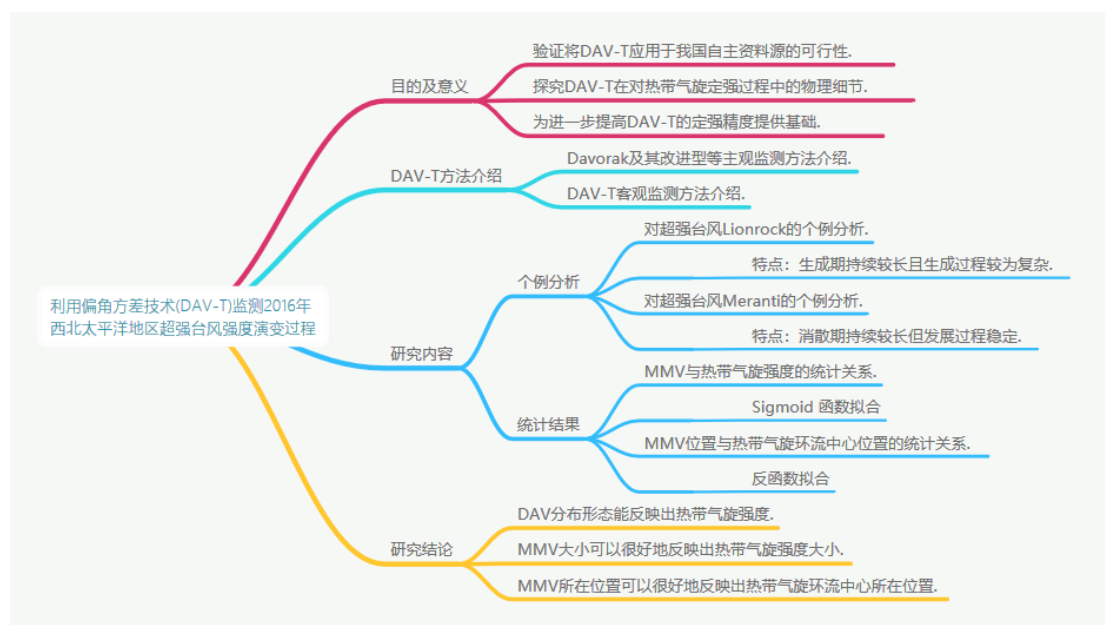 利用偏角方差技术(DAV-T)监测2016年
西北太平洋地区超强台风强度演变过程
目的及意义
验证将DAV-T应用于我国自主资料源的可行性.
探究DAV-T在对热带气旋定强过程中的物理细节.
为进一步提高DAV-T的定强精度提供基础.
DAV-T方法介绍
Davorak及其改进型等主观监测方法介绍.
DAV-T客观监测方法介绍.
研究内容
个例分析
对超强台风Lionrock的个例分析.
特点：生成期持续较长且生成过程较为复杂.
对超强台风Meranti的个例分析.
特点：消散期持续较长但发展过程稳定.
统计结果
MMV与热带气旋强度的统计关系.
Sigmoid 函数拟合
MMV位置与热带气旋环流中心位置的统计关系.
反函数拟合
研究结论
DAV分布形态能反映出热带气旋强度.
MMV大小可以很好地反映出热带气旋强度大小.
MMV所在位置可以很好地反映出热带气旋环流中心所在位置.